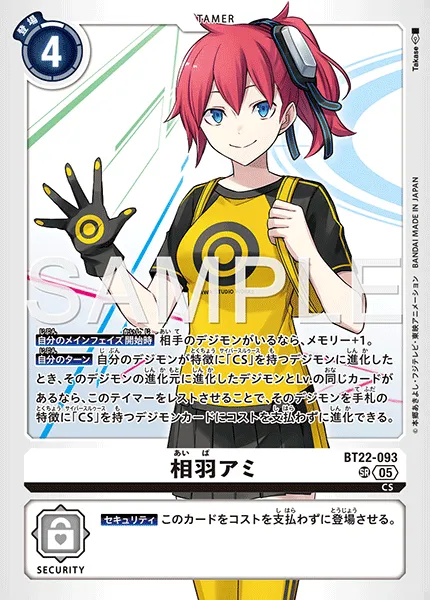 TAMER
登場
4
Takase
SAMPLE
©本郷あきよし・フジテレビ・東映アニメーション BANDAI MADE IN JAPAN
自分のメインフェイズ開始時 相手のデジモンがいるなら、メモリー+1。
自分のターン 自分のデジモンが特徴に「CS」を持つデジモンに進化した
とき、そのデジモンの進化元に進化したデジモンとLv.の同じカード
があるなら、このテイマーをレストさせることで、そのデジモンを手札の
特徴に「CS」を持つデジモンカードにコストを支払わずに進化できる。
あいば
相羽アミ
BT22-093
SR 05
CS
セキュリティ このカードをコストを支払わずに登場させる。
SECURITY